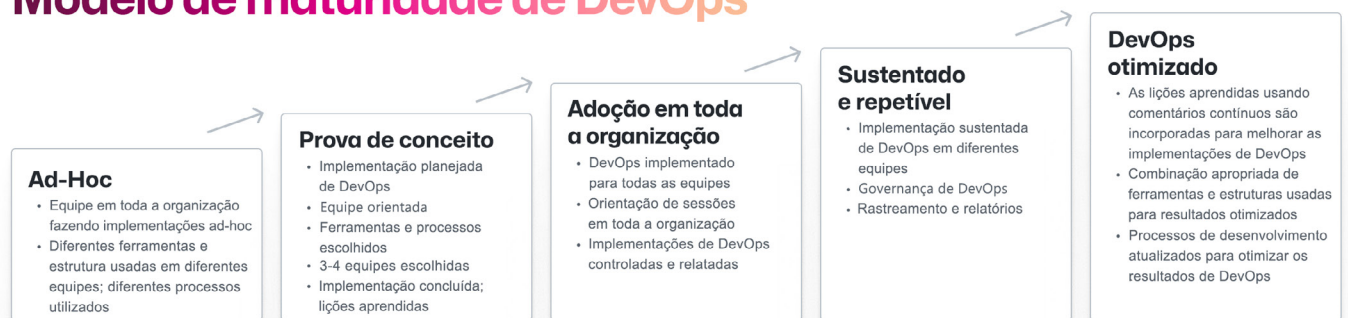 Modelo de maturidade de DevOps
Ad-Hoc
• Equipe em toda a organização
fazendo implementações ad-hoc
• Diferentes ferramentas e
estrutura usadas em diferentes
equipes; diferentes processos
utilizados
Prova de conceito
• Implementação planejada
de DevOps
• Equipe orientada
• Ferramentas e processos
escolhidos
• 3-4 equipes escolhidas
• Implementação concluída;
lições aprendidas
Adoção em toda
a organização
• DevOps implementado
para todas as equipes
• Orientação de sessões
em toda a organização
• Implementações de DevOps
controladas e relatadas
Sustentado
e repetível
• Implementação sustentada
de DevOps em diferentes
equipes
• Governança de DevOps
• Rastreamento e relatórios
DevOps
otimizado
• As lições aprendidas usando
comentários contínuos são
incorporadas para melhorar as
implementações de DevOps
• Combinação apropriada de
ferramentas e estruturas usadas
para resultados otimizados
• Processos de desenvolvimento
atualizados para otimizar os
resultados de DevOps